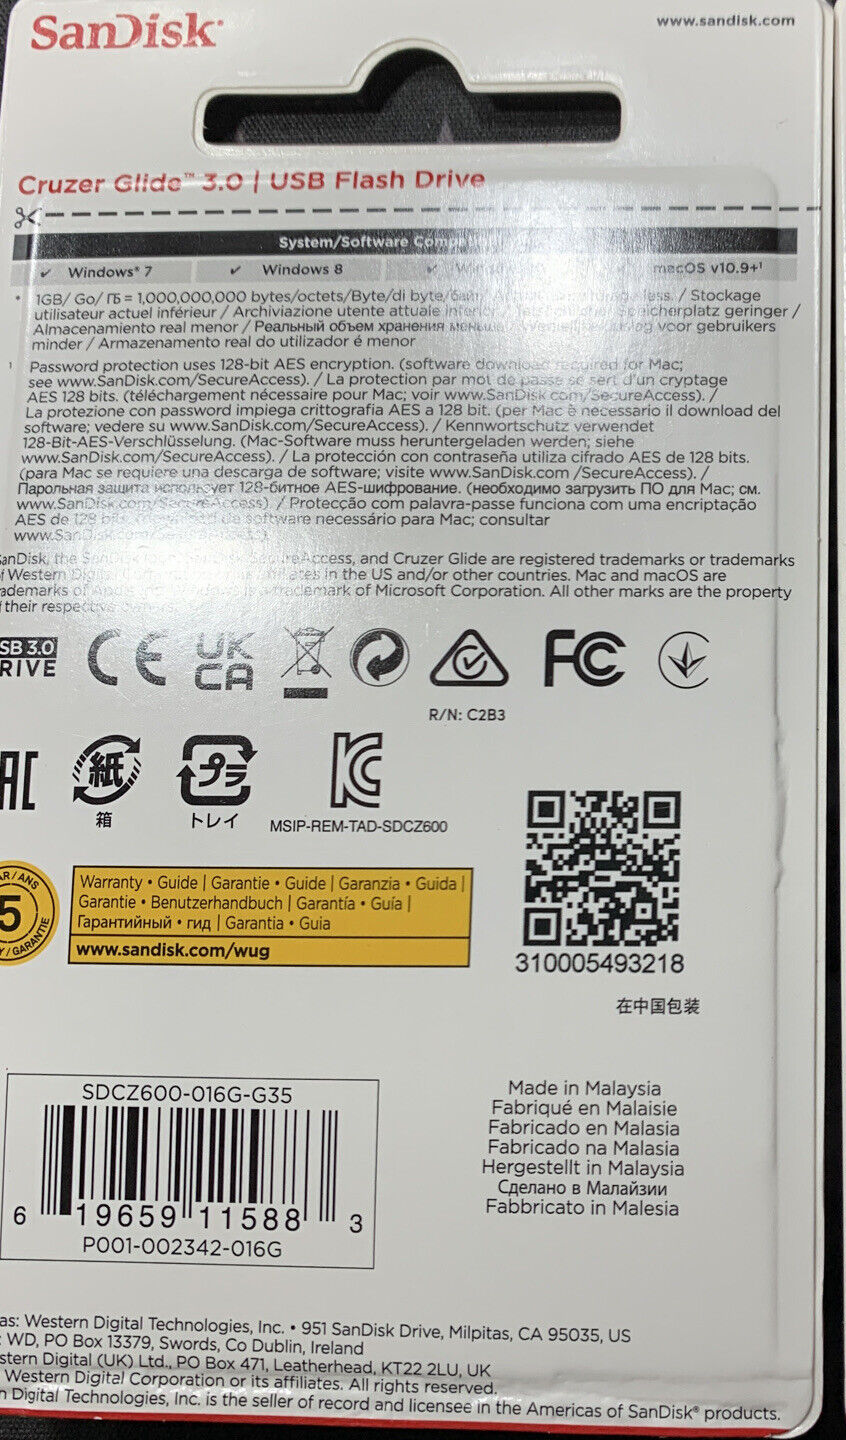 SanDisk®
www.sandisk.com
Cruzer Glide™ 3.0 | USB Flash Drive
System/Software
Windows® 7 Windows 8 macOS v10.9+¹
* 1GB/ Go/ ГБ = 1,000,000,000 bytes/octets/Byte/di byte/байт less. / Stockage
utilisateur actuel inférieur / Archiviazione utente attuale Speicherplatz geringer /
Almacenamiento real menor / Реальный объем хранения voor gebruikers
minder / Armazenamento real do utilizador é menor
¹ Password protection uses 128-bit AES encryption. (software download required for Mac;
see www.SanDisk.com/SecureAccess). / La protection par mot de passe se sert d'un cryptage
AES 128 bits. (téléchargement nécessaire pour Mac; voir www.SanDisk.com/SecureAccess). /
La protezione con password impiega crittografia AES a 128 bit. (per Mac è necessario il download del
software; vedere su www.SanDisk.com/SecureAccess). / Kennwortschutz verwendet
128-Bit-AES-Verschlüsselung. (Mac-Software muss heruntergeladen werden; siehe
www.SanDisk.com/SecureAccess). / La protección con contraseña utiliza cifrado AES de 128 bits.
(para Mac se requiere una descarga de software; visite www.SanDisk.com /SecureAccess). /
Парольная защита использует 128-битное AES-шифрование. (необходимо загрузить ПО для Mac; см.
www.SanDisk.com/SecureAccess) / Protecção com palavra-passe funciona com uma encriptação
AES de 128 bits. de software necessário para Mac; consultar
SanDisk, the SecureAccess, and Cruzer Glide are registered trademarks or trademarks
of Western in the US and/or other countries. Mac and macOS are
is a trademark of Microsoft Corporation. All other marks are the property
their respective
SB 3.0
RIVE
CE
UK
CA
FC
R/N: C2B3
紙
箱
プラ
トレイ
MSIP-REM-TAD-SDCZ600
5
Warranty • Guide | Garantie • Guide | Garanzia • Guida |
Garantie • Benutzerhandbuch | Garantía • Guía |
Гарантийный • гид | Garantia • Guia
www.sandisk.com/wug
310005493218
在中国包装
SDCZ600-016G-G35
6 19659 11588 3
P001-002342-016G
Made in Malaysia
Fabriqué en Malaisie
Fabricado en Malasia
Fabricado na Malásia
Hergestellt in Malaysia
Сделано в Малайзии
Fabbricato in Malesia
as: Western Digital Technologies, Inc. • 951 SanDisk Drive, Milpitas, CA 95035, US
: WD, PO Box 13379, Swords, Co Dublin, Ireland
stern Digital (UK) Ltd., PO Box 471, Leatherhead, KT22 2LU, UK
Western Digital Corporation or its affiliates. All rights reserved.
n Digital Technologies, Inc. is the seller of record and licensee in the Americas of SanDisk® products.